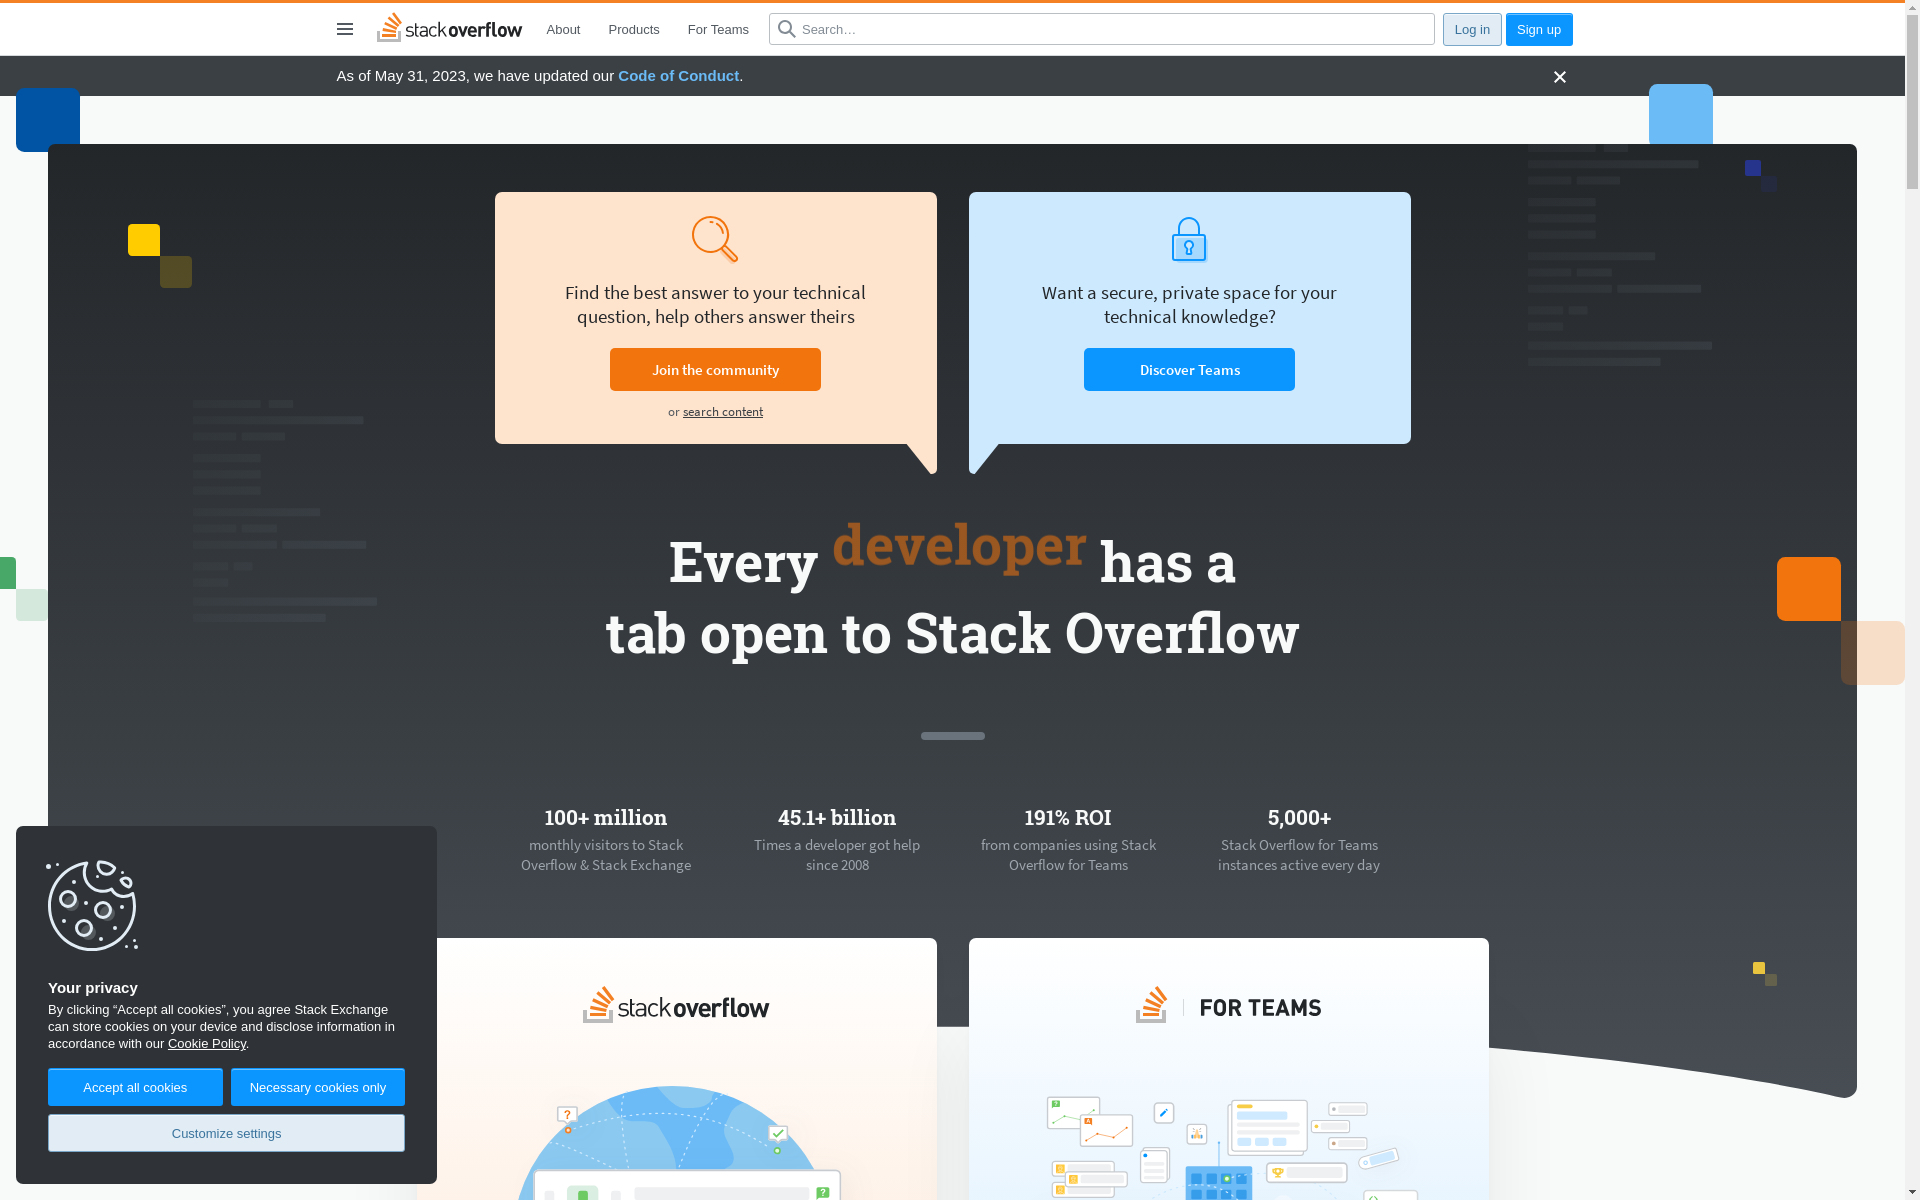 stackoverflow
About
Products
For Teams
Search…
Log in
Sign up
As of May 31, 2023, we have updated our Code of Conduct.
Find the best answer to your technical
question, help others answer theirs
Join the community
or search content
Want a secure, private space for your
technical knowledge?
Discover Teams
Every developer has a
tab open to Stack Overflow
100+ million
monthly visitors to Stack
Overflow & Stack Exchange
45.1+ billion
Times a developer got help
since 2008
191% ROI
from companies using Stack
Overflow for Teams
5,000+
Stack Overflow for Teams
instances active every day
stackoverflow
FOR TEAMS
?
?
Your privacy
By clicking “Accept all cookies”, you agree Stack Exchange
can store cookies on your device and disclose information in
accordance with our Cookie Policy.
Accept all cookies
Necessary cookies only
Customize settings